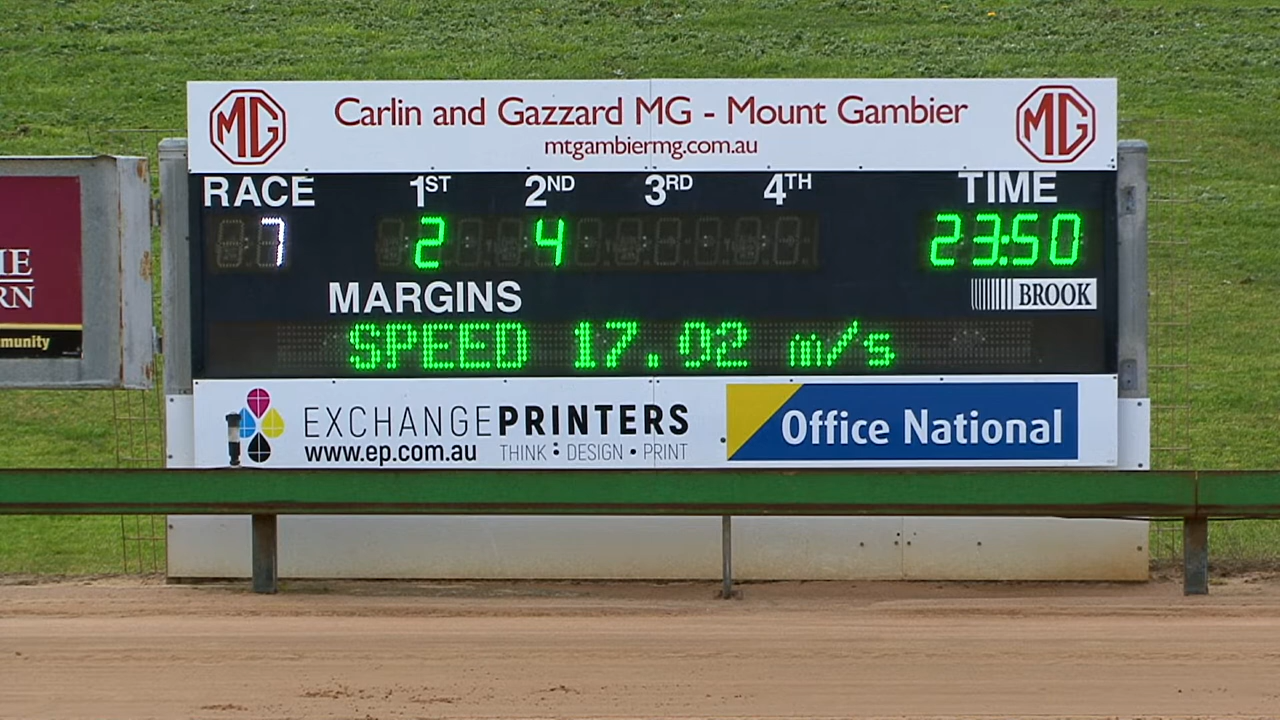 MG Carlin and Gazzard MG - Mount Gambier MG
mtgambiermg.com.au
RACE 1ST 2ND 3RD 4TH TIME
7 2 4 23:50
MARGINS BROOK
SPEED 17.02 m/s
EXCHANGEPRINTERS
www.ep.com.au THINK : DESIGN • PRINT
Office National
munity